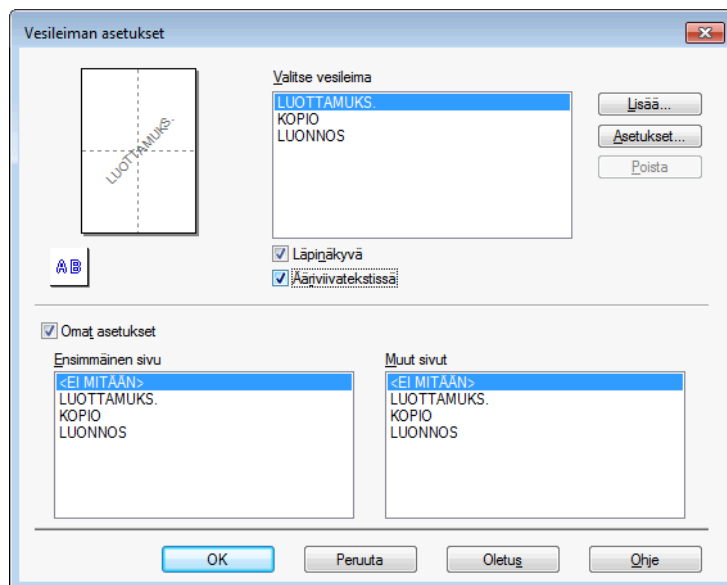 Vesileiman asetukset
Valitse vesileima
LUOTTAMUKS.
LUOTTAMUKS.
KOPIO
LUONNOS
Lisää...
Asetukset...
Poista
AB
Läpinäkyvä
Ääriviivatekstissä
Omat asetukset
Ensimmäinen sivu
<EI MITÄÄN>
LUOTTAMUKS.
KOPIO
LUONNOS
Muut sivut
<EI MITÄÄN>
LUOTTAMUKS.
KOPIO
LUONNOS
OK
Peruuta
Oletus
Ohje